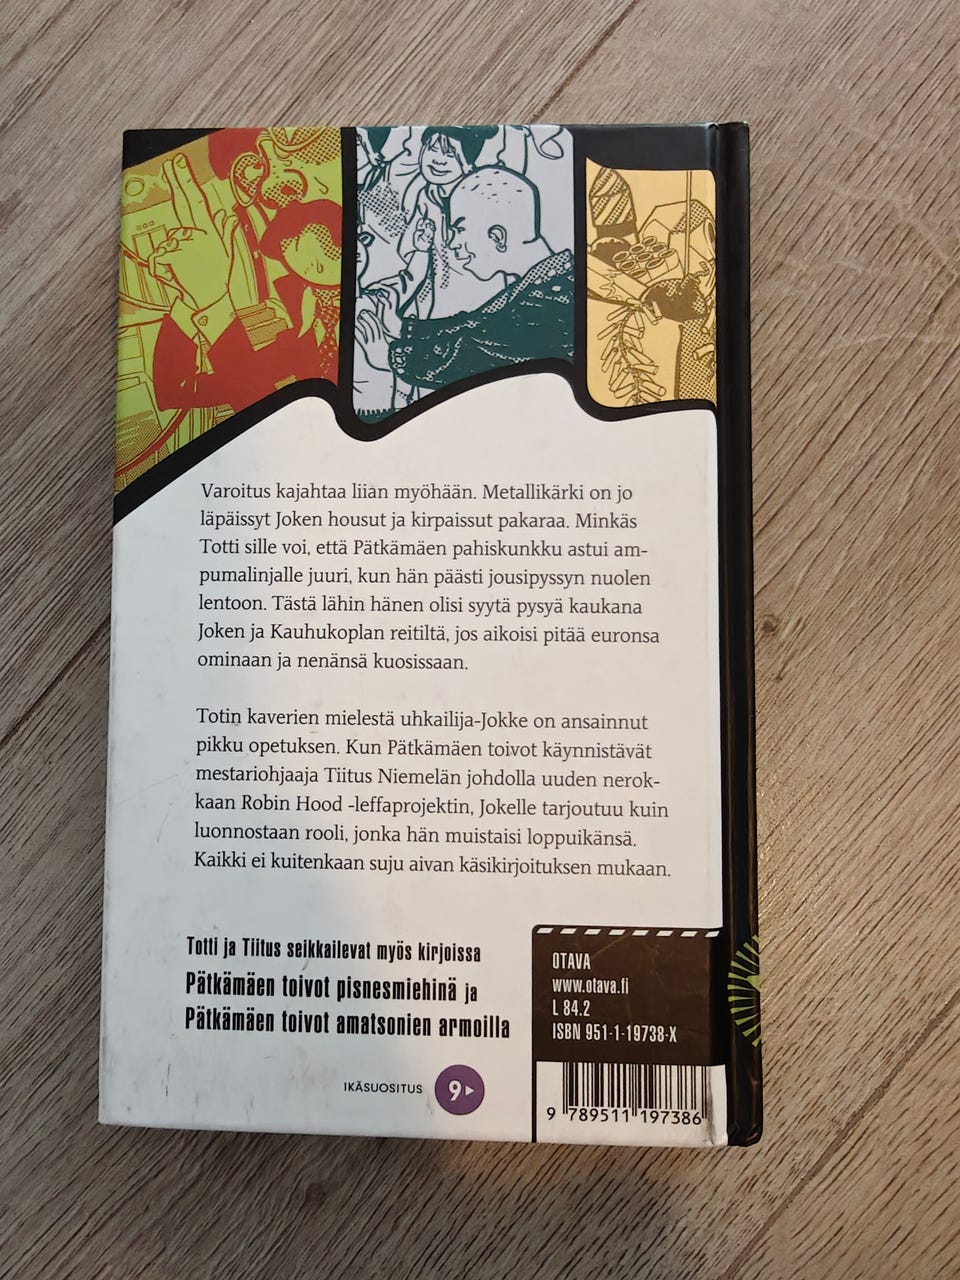 Varoitus kajahtaa liian myöhään. Metallikärki on jo
läpäissyt Joken housut ja kirpaissut pakaraa. Minkäs
Totti sille voi, että Pätkämäen pahiskunkku astui am-
pumalinjalle juuri, kun hän päästi jousipyssyn nuolen
lentoon. Tästä lähin hänen olisi syytä pysyä kaukana
Joken ja Kauhukoplan reitiltä, jos aikoisi pitää euronsa
ominaan ja nenänsä kuosissaan.
Totin kaverien mielestä uhkailija-Jokke on ansainnut
pikku opetuksen. Kun Pätkämäen toivot käynnistävät
mestariohjaaja Tiitus Niemelän johdolla uuden nerok-
kaan Robin Hood -leffaprojektin, Jokelle tarjoutuu kuin
luonnostaan rooli, jonka hän muistaisi loppuikänsä.
Kaikki ei kuitenkaan suju aivan käsikirjoituksen mukaan.
Totti ja Tiitus seikkailevat myös kirjoissa
Pätkämäen toivot pisnesmiehinä ja
Pätkämäen toivot amatsonien armoilla
IKÄSUOSITUS 9
OTAVA
www.otava.fi
L 84.2
ISBN 951-1-19738-X
9 789511 197386